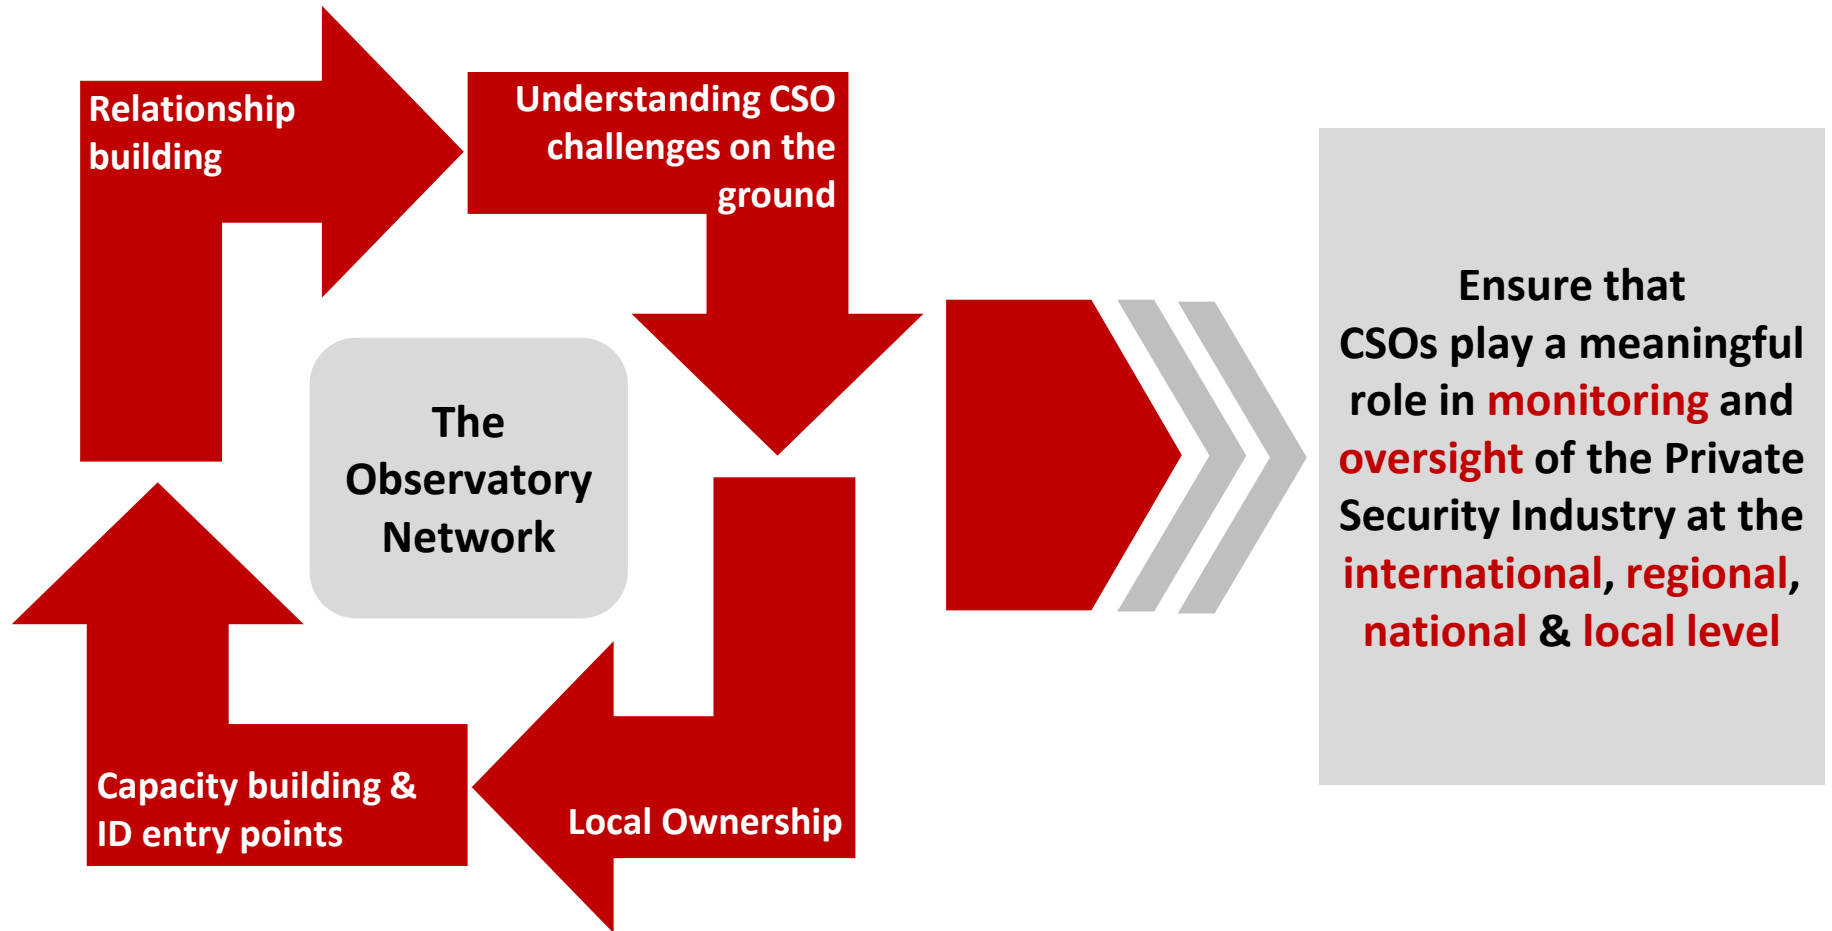 Relationship
building
Understanding CSO
challenges on the
ground
The
Observatory
Network
Capacity building &
ID entry points
Local Ownership
Ensure that
CSOs play a meaningful
role in monitoring and
oversight of the Private
Security Industry at the
international, regional,
national & local level